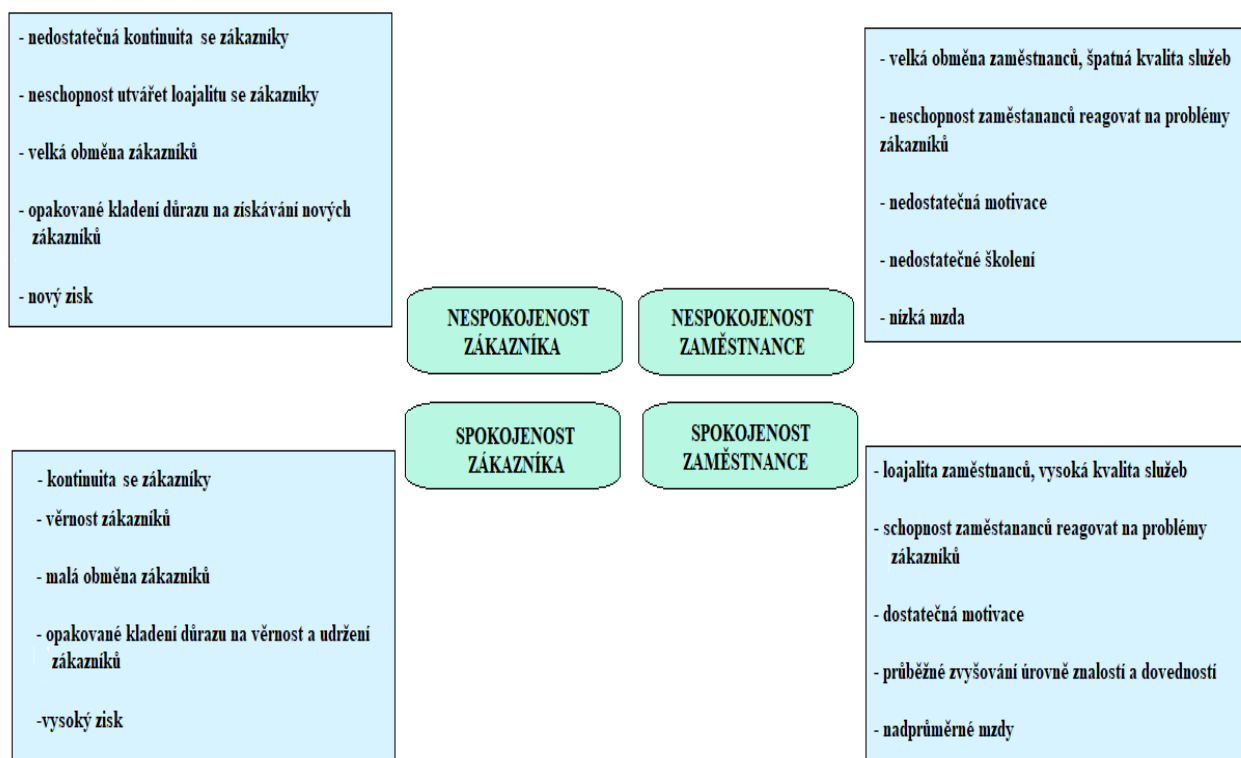 - nedostatečná kontinuita se zákazníky
- neschopnost utvářet loajalitu se zákazníky
- velká obměna zákazníků
- opakované kladení důrazu na získávání nových
zákazníků
- nový zisk
- velká obměna zaměstnanců, špatná kvalita služeb
- neschopnost zaměstananců reagovat na problémy
zákazníků
- nedostatečná motivace
- nedostatečné školení
- nízká mzda
NESPOKOJENOST
ZÁKAZNÍKA
NESPOKOJENOST
ZAMĚSTNANCE
SPOKOJENOST
ZÁKAZNÍKA
SPOKOJENOST
ZAMĚSTNANCE
- kontinuita se zákazníky
- věrnost zákazníků
- malá obměna zákazníků
- opakované kladení důrazu na věrnost a udržení
zákazníků
-vysoký zisk
- loajalita zaměstnanců, vysoká kvalita služeb
- schopnost zaměstananců reagovat na problémy
zákazníků
- dostatečná motivace
- průběžné zvyšování úrovně znalostí a dovedností
- nadprůměrné mzdy